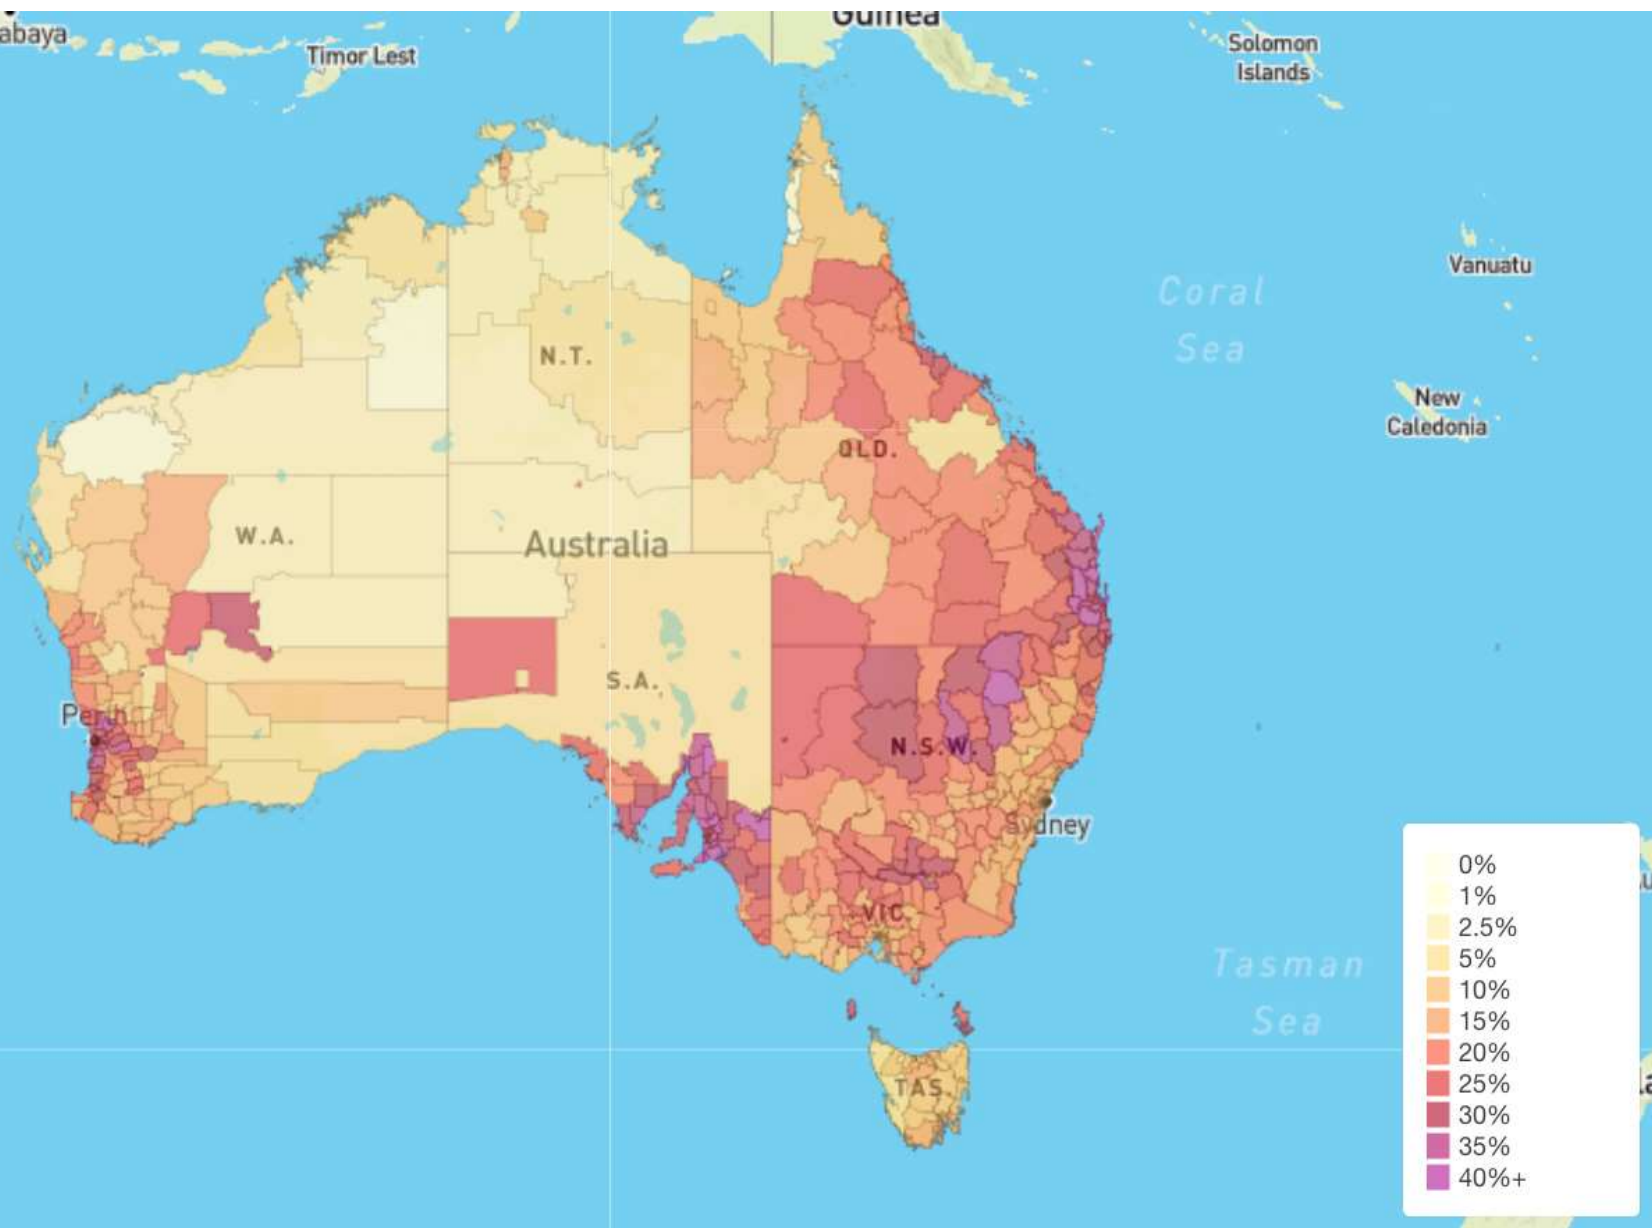 abaya
Timor Lest
Guinea
Solomon
Islands
Coral
Sea
Vanuatu
New
Caledonia
N.T.
QLD.
W.A.
Australia
S.A.
Perth
N.S.W.
Sydney
VIC.
Tasman
Sea
TAS.
0%
1%
2.5%
5%
10%
15%
20%
25%
30%
35%
40%+